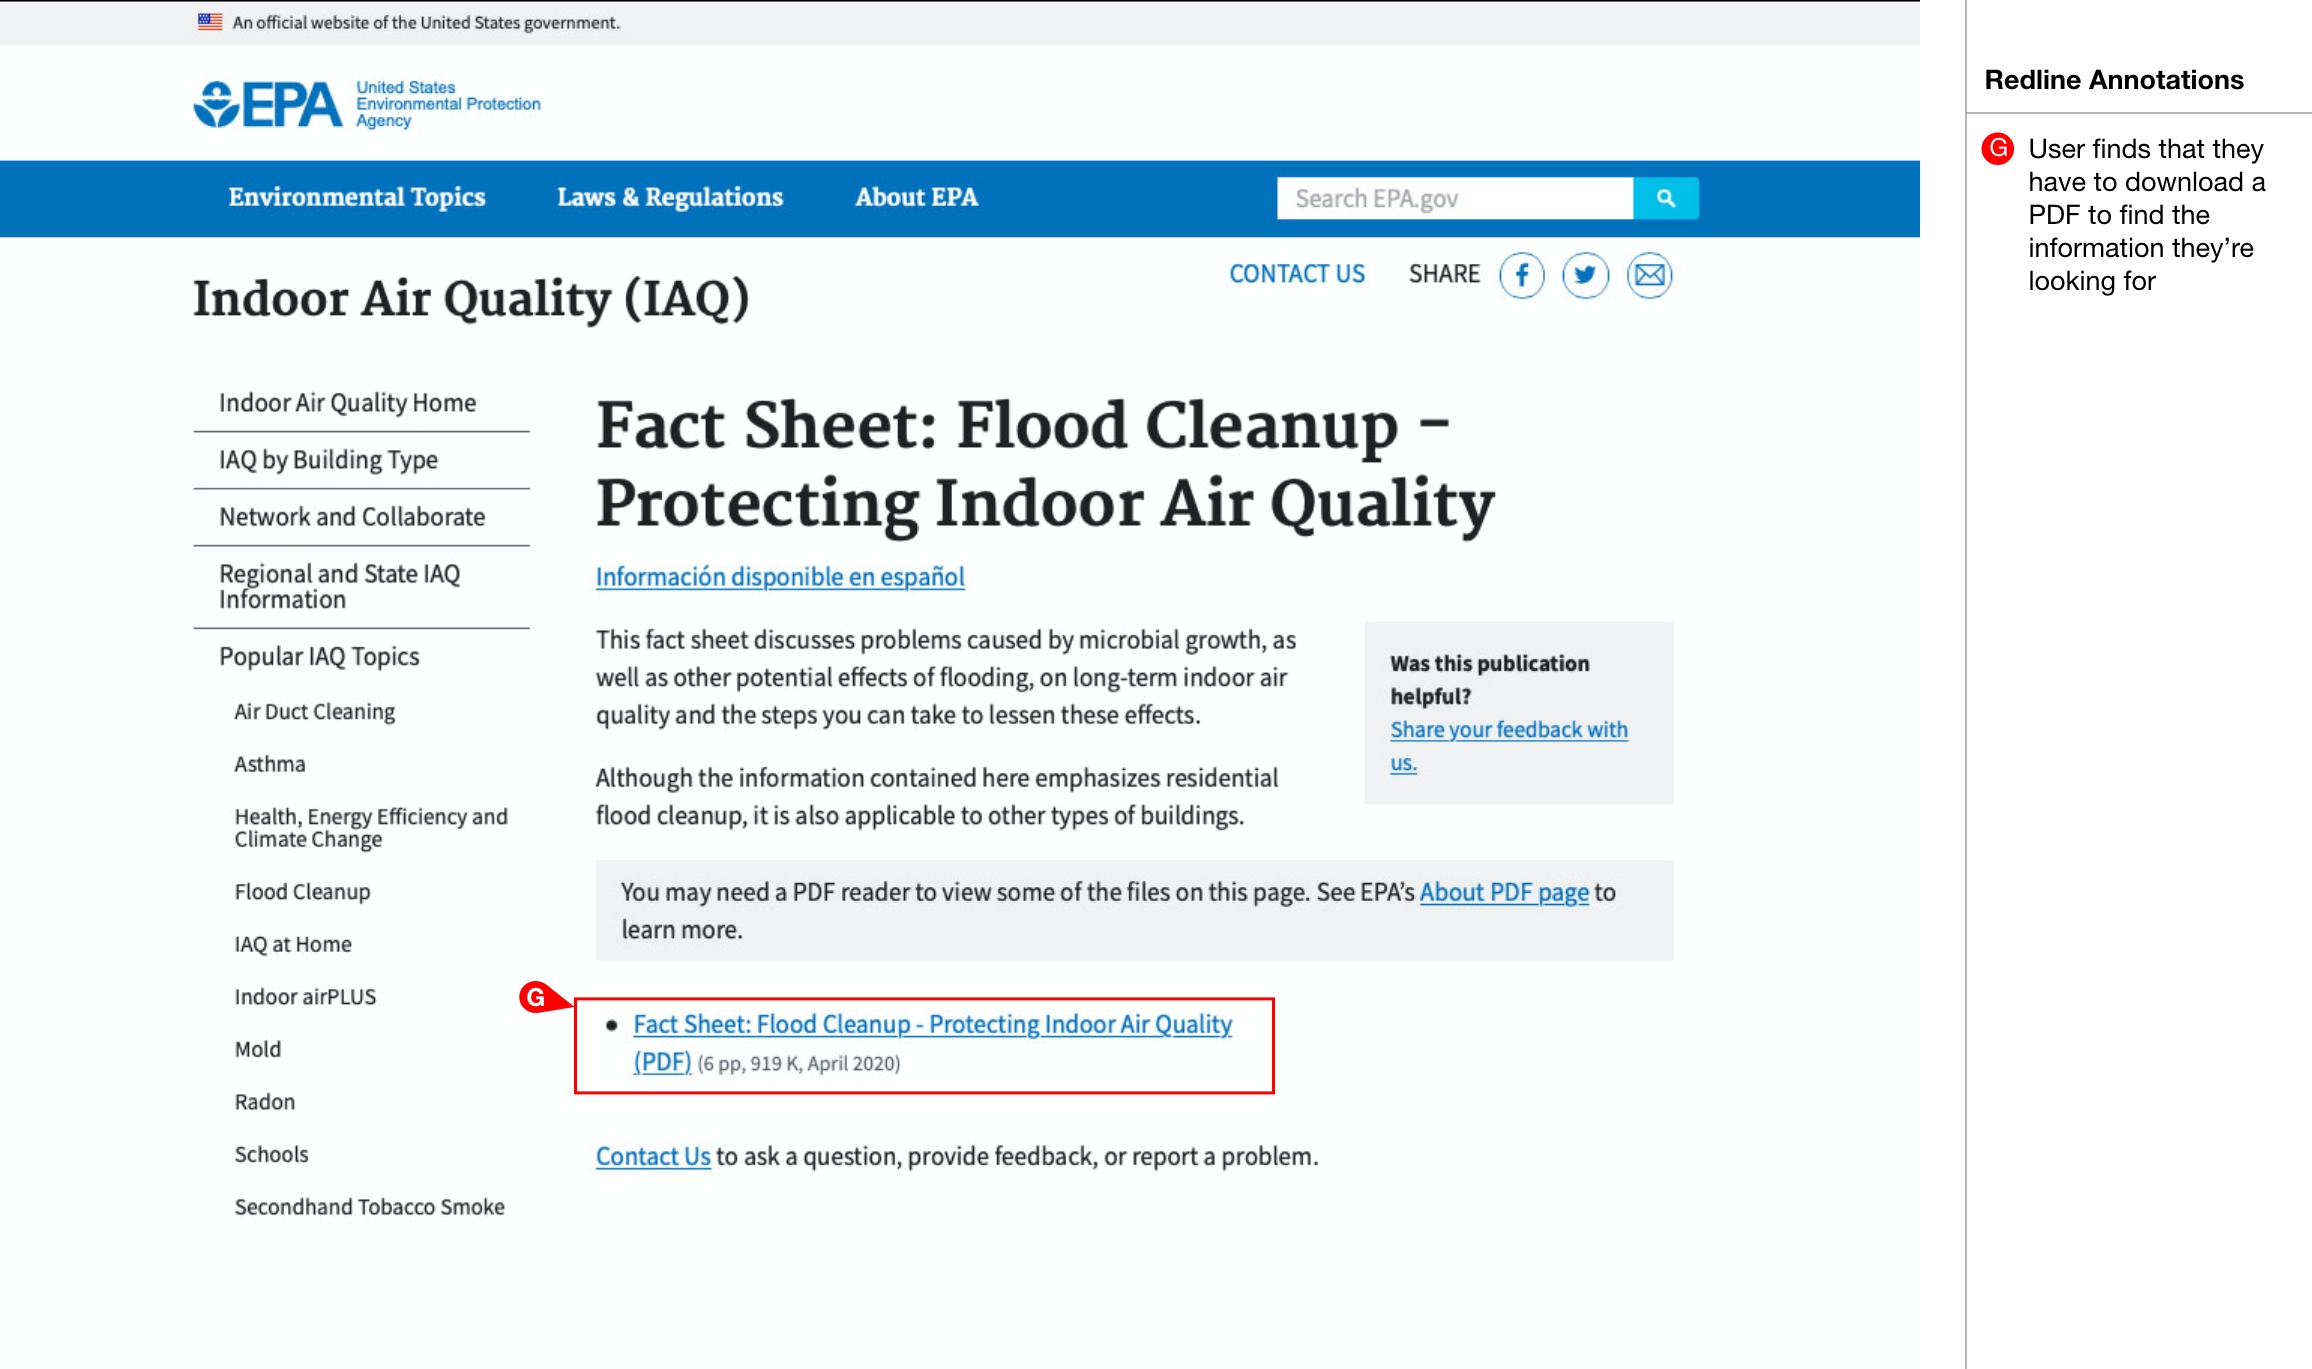 An official website of the United States government.
EPA
United States
Environmental Protection
Agency
Environmental Topics
Laws & Regulations
About EPA
Search EPA.gov
Indoor Air Quality (IAQ)
CONTACT US
SHARE
Indoor Air Quality Home
IAQ by Building Type
Network and Collaborate
Regional and State IAQ
Information
Popular IAQ Topics
Air Duct Cleaning
Asthma
Health, Energy Efficiency and
Climate Change
Flood Cleanup
IAQ at Home
Indoor airPLUS
Mold
Radon
Schools
Secondhand Tobacco Smoke
Fact Sheet: Flood Cleanup -
Protecting Indoor Air Quality
Información disponible en español
This fact sheet discusses problems caused by microbial growth, as
well as other potential effects of flooding, on long-term indoor air
quality and the steps you can take to lessen these effects.
Although the information contained here emphasizes residential
flood cleanup, it is also applicable to other types of buildings.
Was this publication
helpful?
Share your feedback with
us.
You may need a PDF reader to view some of the files on this page. See EPA's About PDF page to
learn more.
G
• Fact Sheet: Flood Cleanup - Protecting Indoor Air Quality
(PDF) (6 pp, 919 K, April 2020)
Contact Us to ask a question, provide feedback, or report a problem.
Redline Annotations
G User finds that they
have to download a
PDF to find the
information they're
looking for